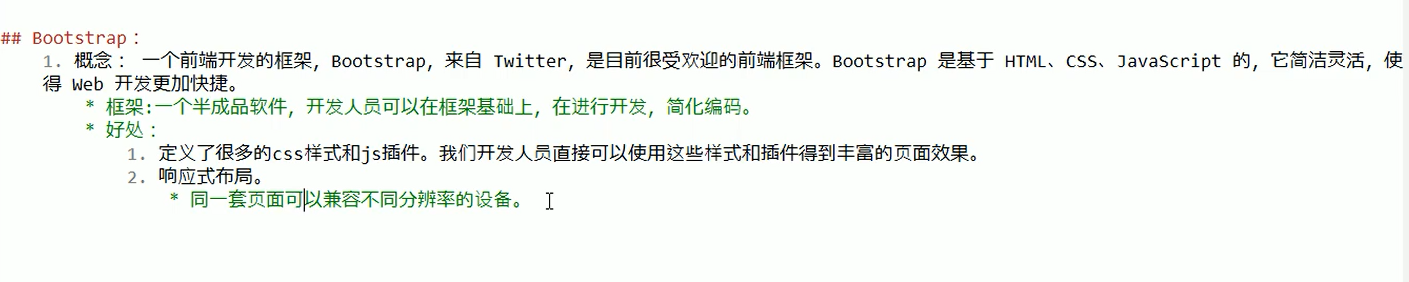 ## Bootstrap：
1. 概念： 一个前端开发的框架，Bootstrap，来自 Twitter，是目前很受欢迎的前端框架。Bootstrap 是基于 HTML、CSS、JavaScript 的，它简洁灵活，使
得 Web 开发更加快捷。
* 框架:一个半成品软件，开发人员可以在框架基础上，在进行开发，简化编码。
* 好处：
1. 定义了很多的css样式和js插件。我们开发人员直接可以使用这些样式和插件得到丰富的页面效果。
2. 响应式布局。
* 同一套页面可以兼容不同分辨率的设备。